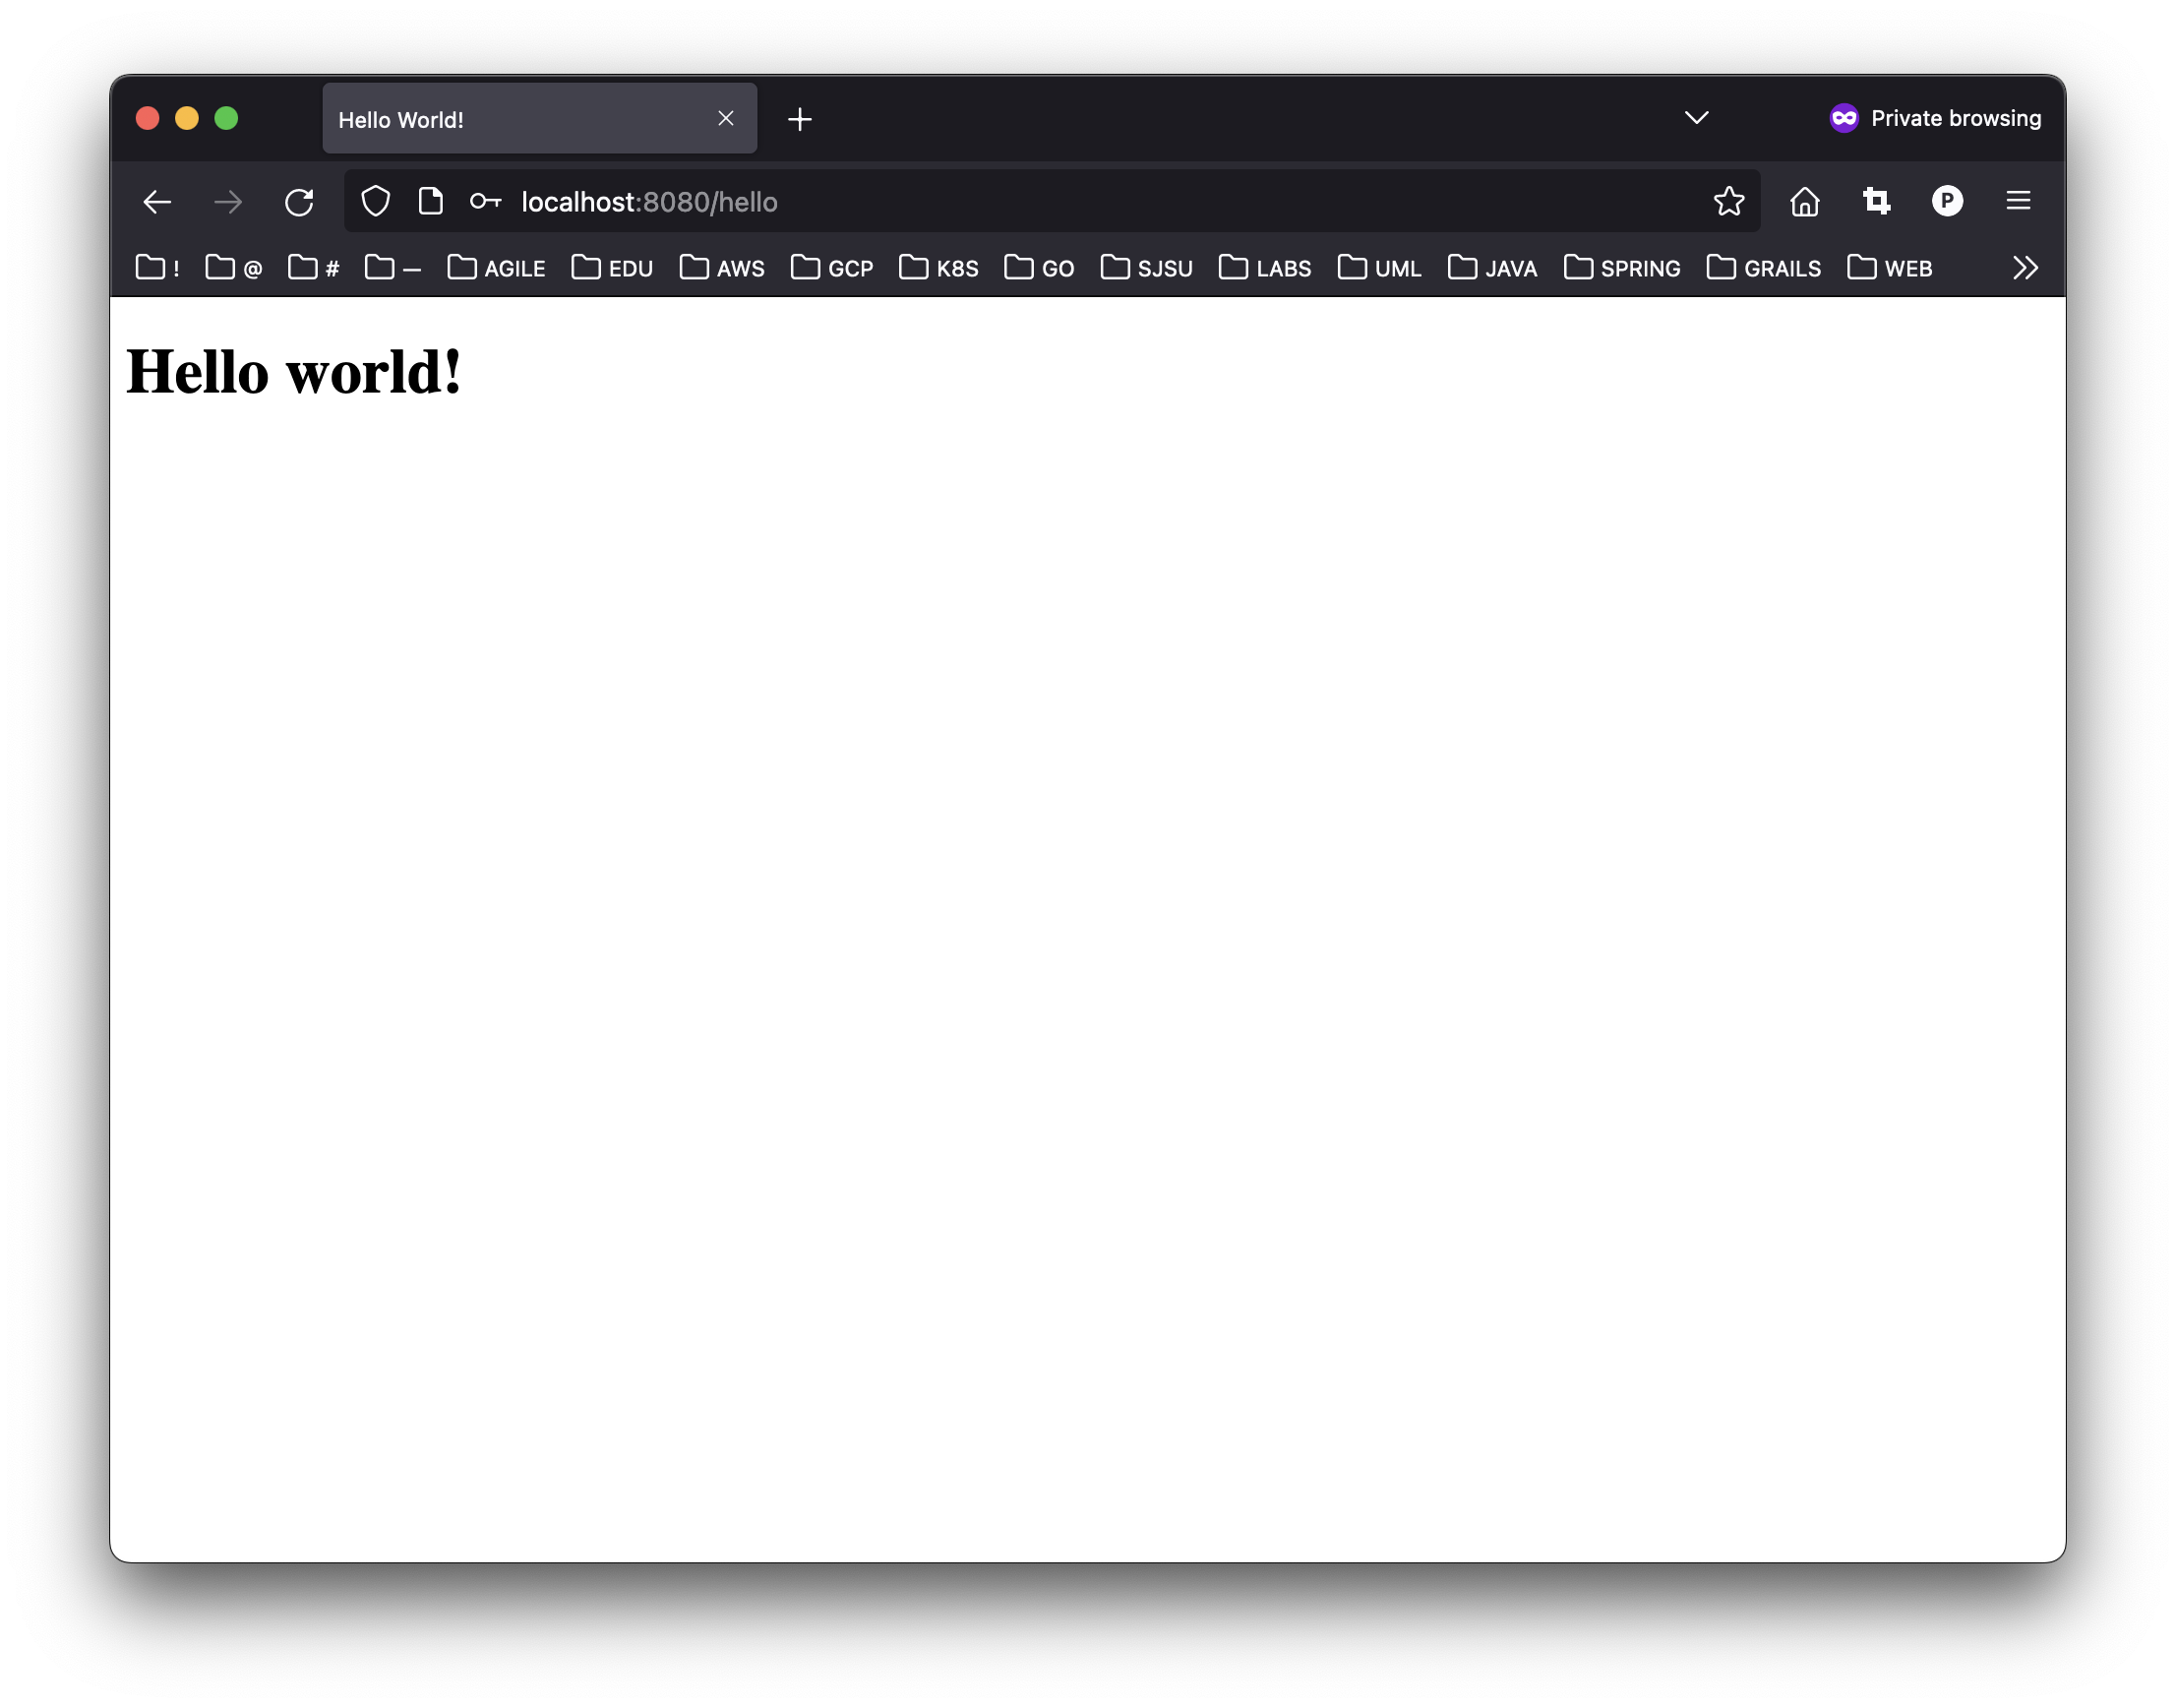 Hello World!
Private browsing
localhost:8080/hello
! @ # — AGILE EDU AWS GCP K8S GO SJSU LABS UML JAVA SPRING GRAILS WEB
Hello world!